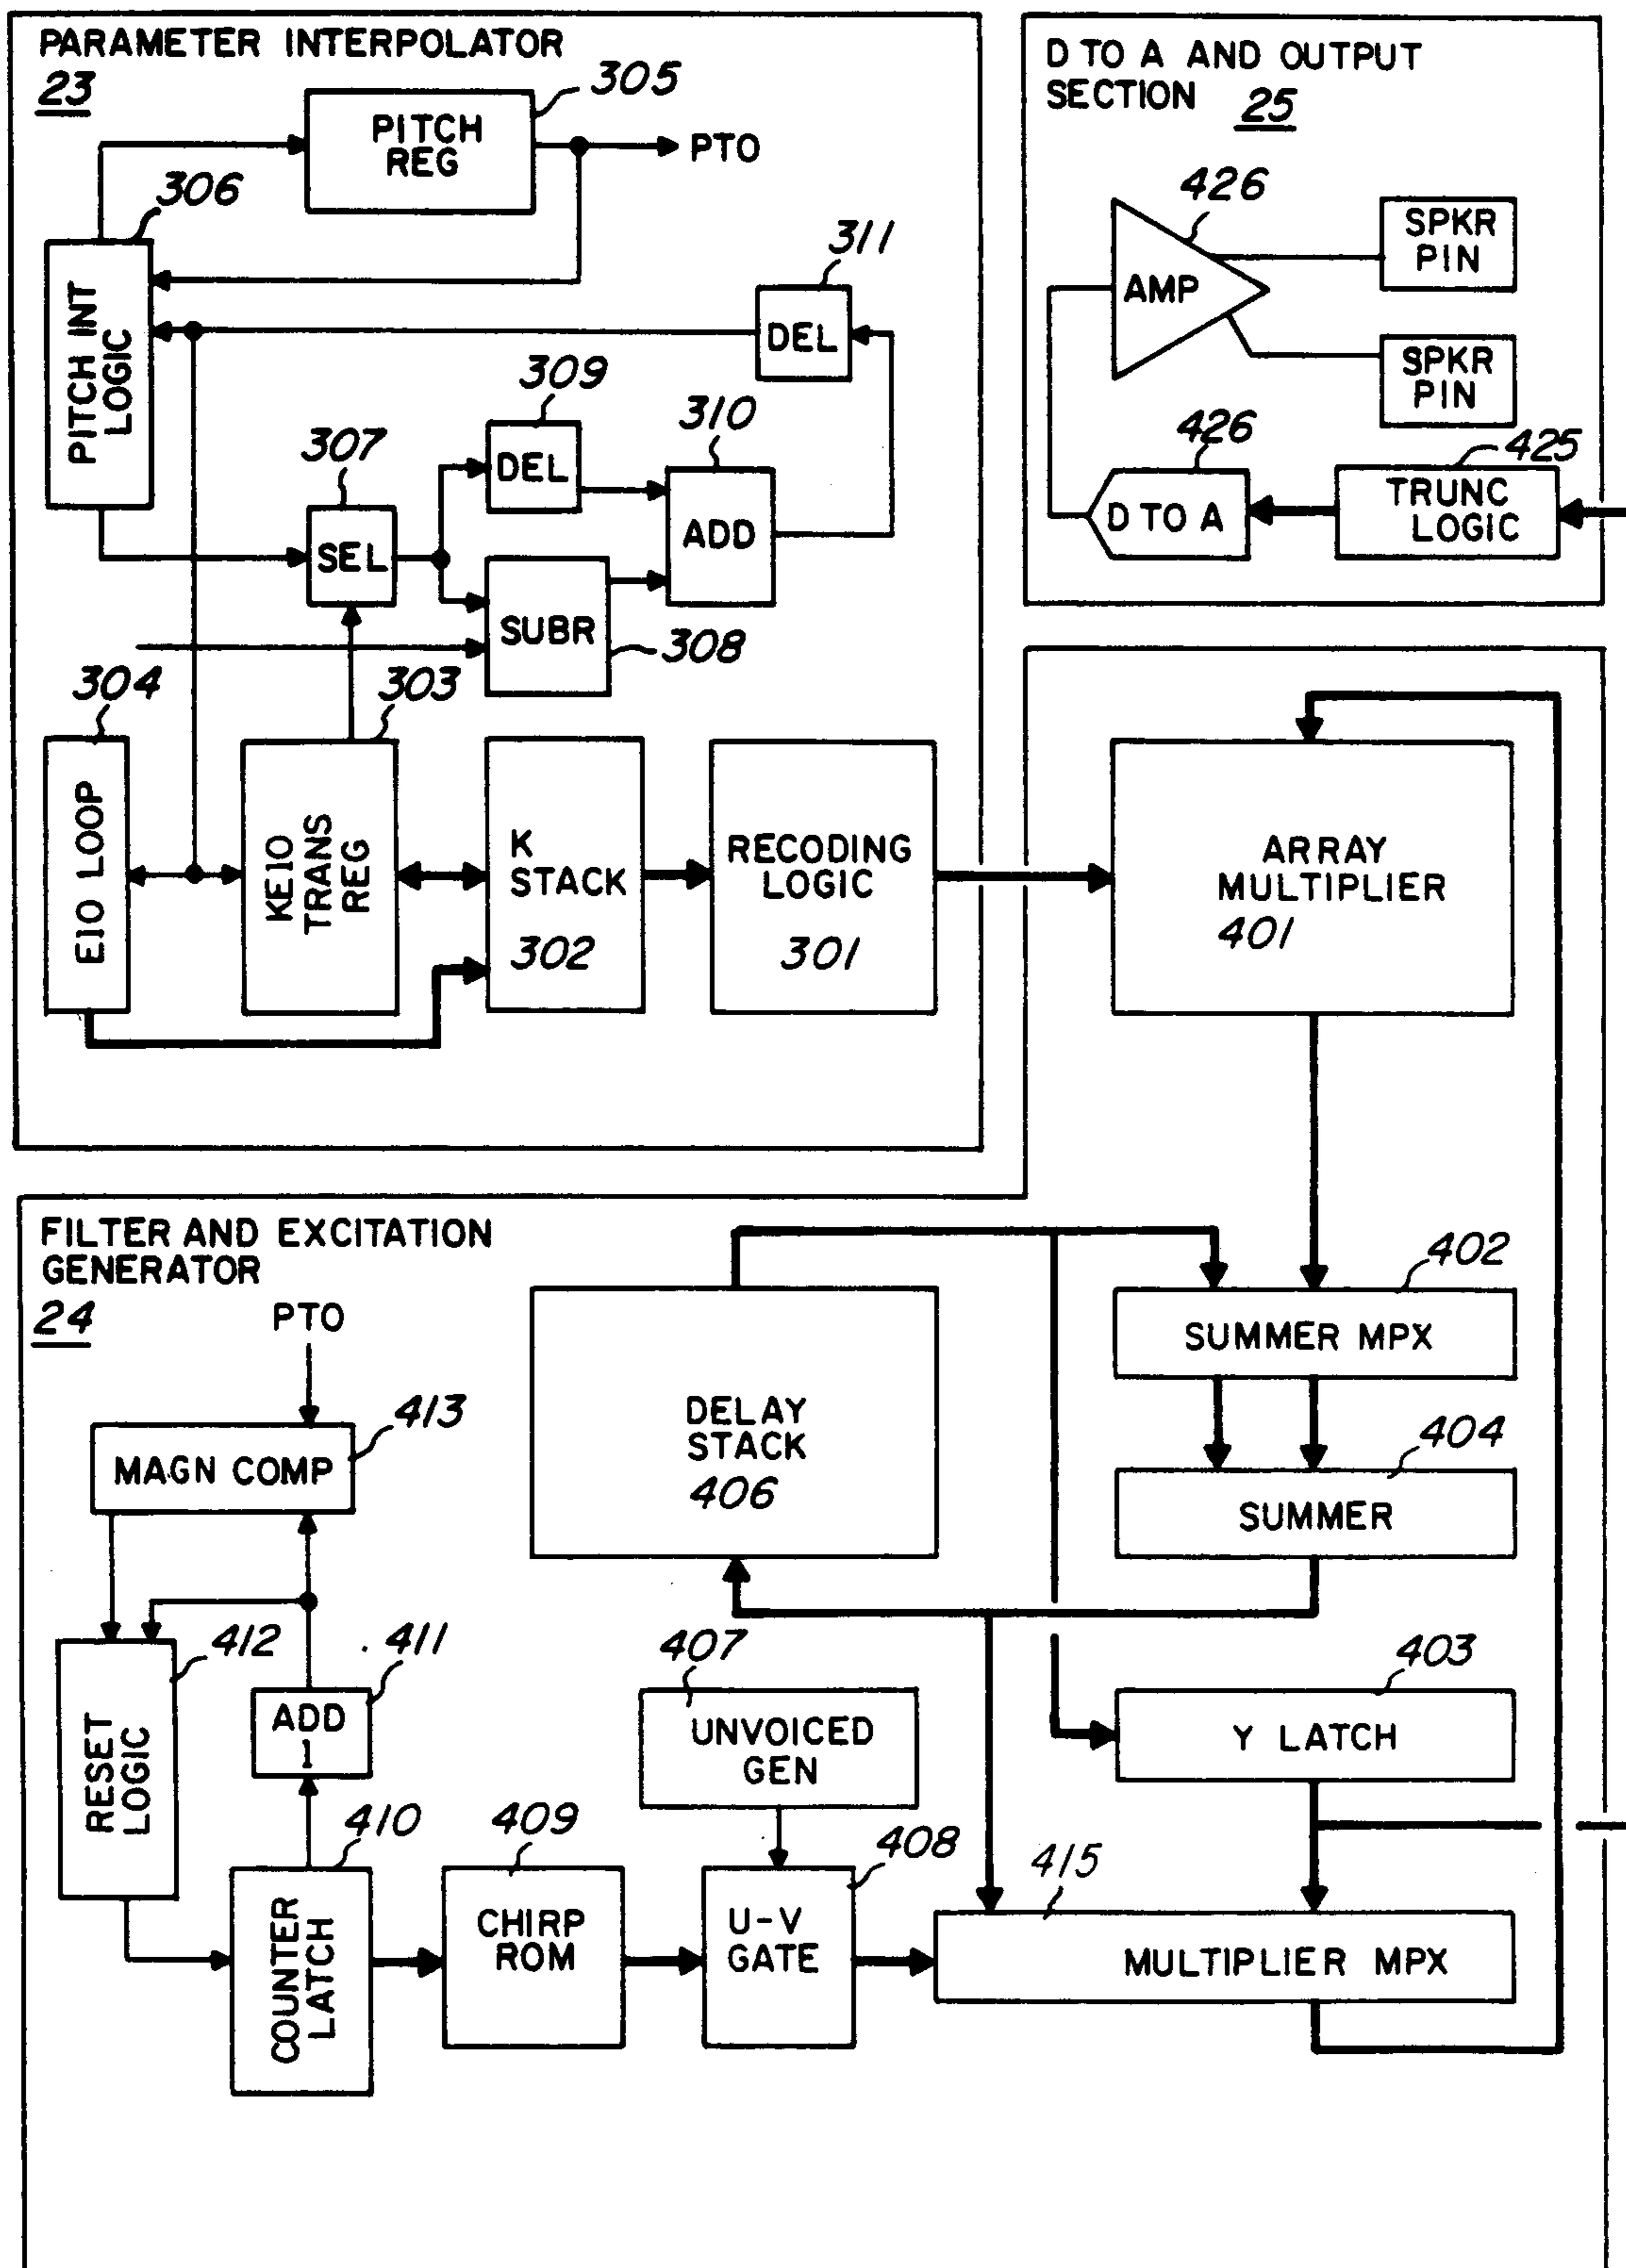 PARAMETER INTERPOLATOR
23
305
PITCH
REG
PTO
306
PITCH INT
LOGIC
311
DEL
309
DEL
310
ADD
307
SEL
SUBR
308
304
E10 LOOP
303
KE10
TRANS
REG
K
STACK
302
RECODING
LOGIC
301
D TO A AND OUTPUT
SECTION 25
426
AMP
SPKR
PIN
SPKR
PIN
426
D TO A
425
TRUNC
LOGIC
ARRAY
MULTIPLIER
401
FILTER AND EXCITATION
GENERATOR
24
PTO
413
MAGN COMP
402
SUMMER MPX
DELAY
STACK
406
404
SUMMER
412
RESET
LOGIC
411
ADD
1
407
UNVOICED
GEN
403
Y LATCH
410
COUNTER
LATCH
409
CHIRP
ROM
408
U-V
GATE
415
MULTIPLIER MPX